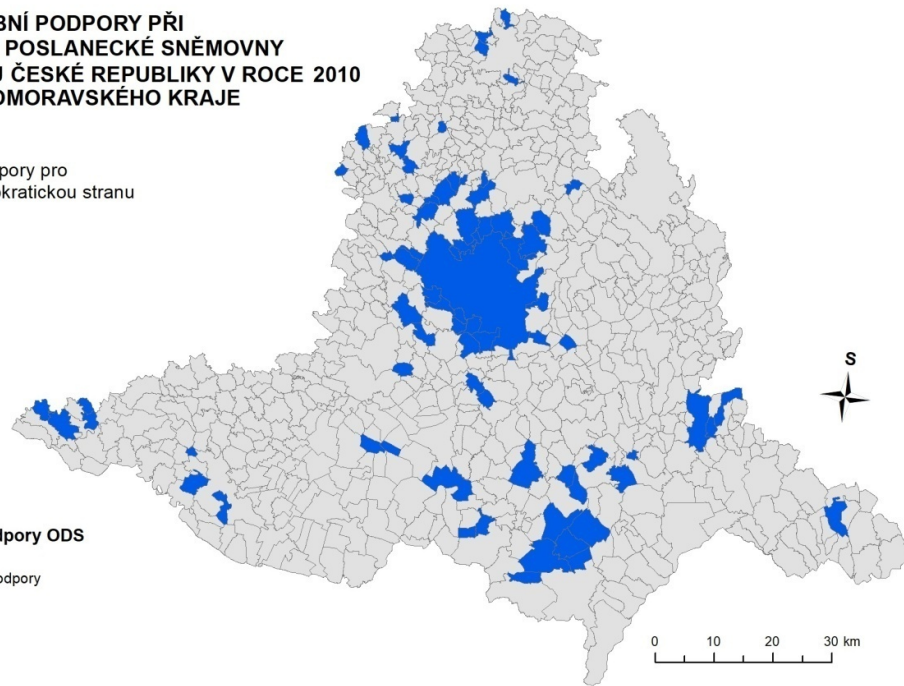 BNÍ PODPORY PŘI
POSLANECKÉ SNĚMOVNY
ČESKÉ REPUBLIKY V ROCE 2010
OMORAVSKÉHO KRAJE
pory pro
kratickou stranu
S
dpory ODS
odpory
0 10 20 30 km